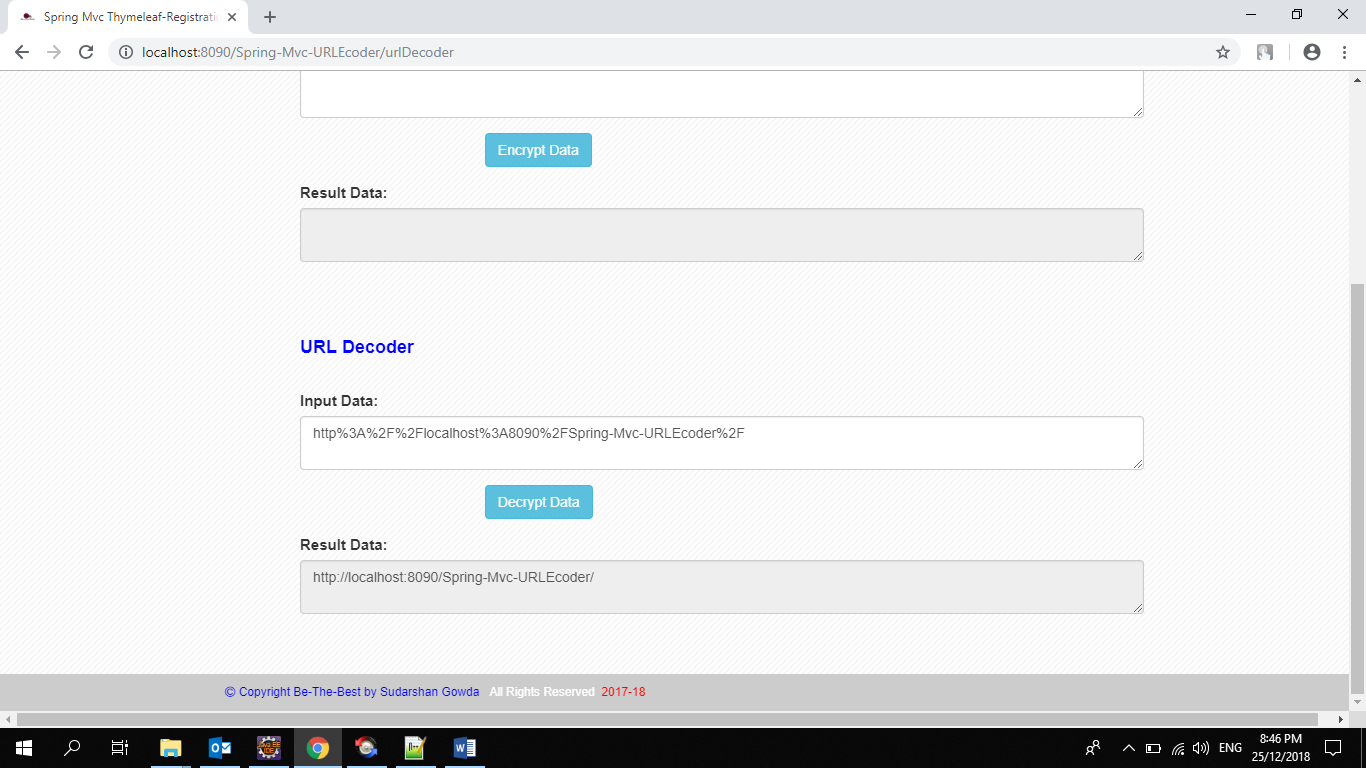 Spring Mvc Thymeleaf-Registrati
localhost:8090/Spring-Mvc-URLEcoder/urlDecoder
Encrypt Data
Result Data:
URL Decoder
Input Data:
http%3A%2F%2Flocalhost%3A8090%2FSpring-Mvc-URLEcoder%2F
Decrypt Data
Result Data:
http://localhost:8090/Spring-Mvc-URLEcoder/
© Copyright Be-The-Best by Sudarshan Gowda All Rights Reserved 2017-18
ENG
8:46 PM
25/12/2018